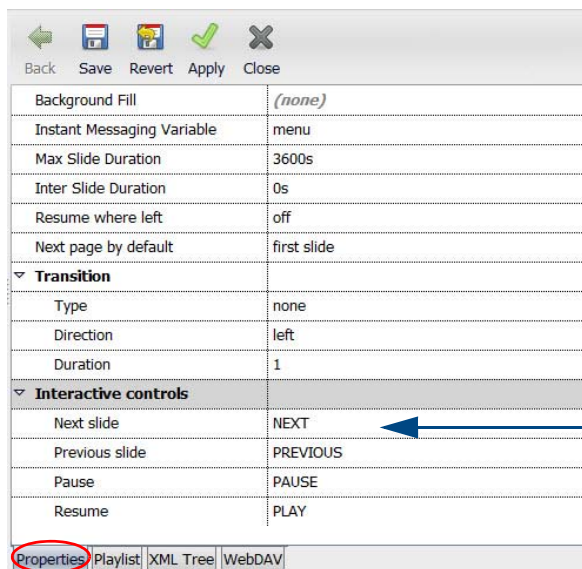 Back Save Revert Apply Close
Background Fill (none)
Instant Messaging Variable menu
Max Slide Duration 3600s
Inter Slide Duration 0s
Resume where left off
Next page by default first slide
Transition
Type none
Direction left
Duration 1
Interactive controls
Next slide NEXT
Previous slide PREVIOUS
Pause PAUSE
Resume PLAY
Properties Playlist XML Tree WebDAV